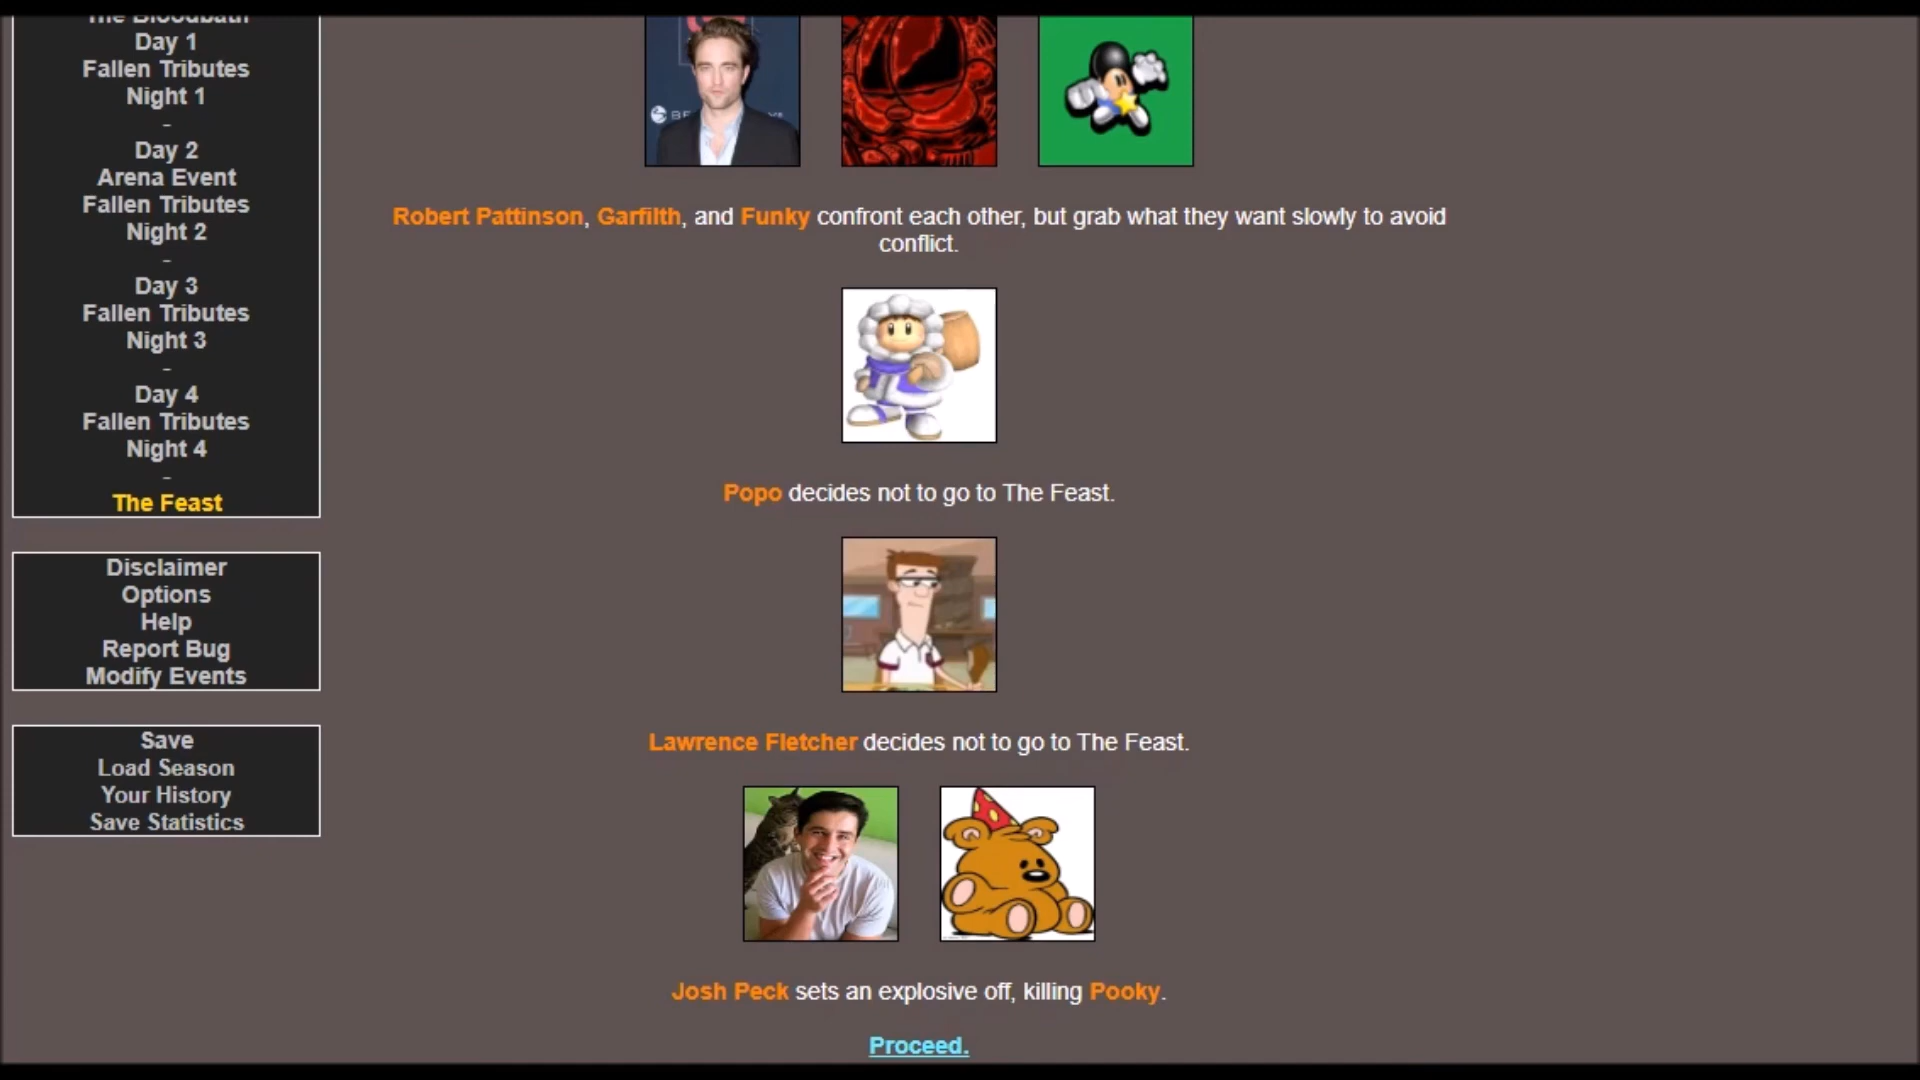 The Bloodbath
Day 1
Fallen Tributes
Night 1
-
Day 2
Arena Event
Fallen Tributes
Night 2
-
Day 3
Fallen Tributes
Night 3
-
Day 4
Fallen Tributes
Night 4
-
The Feast
Disclaimer
Options
Help
Report Bug
Modify Events
Save
Load Season
Your History
Save Statistics
Robert Pattinson, Garfilth, and Funky confront each other, but grab what they want slowly to avoid
conflict.
Popo decides not to go to The Feast.
Lawrence Fletcher decides not to go to The Feast.
Josh Peck sets an explosive off, killing Pooky.
Proceed.